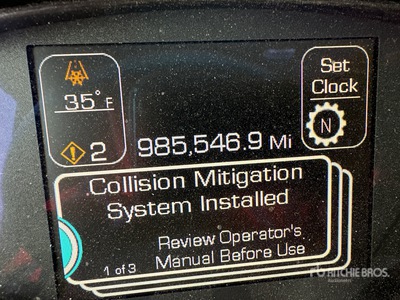 35° F
2
985,546.9 Mi
Set
Clock
N
Collision Mitigation
System Installed
Review Operator's
1 of 3 Manual Before Use
RITCHIE BROS.